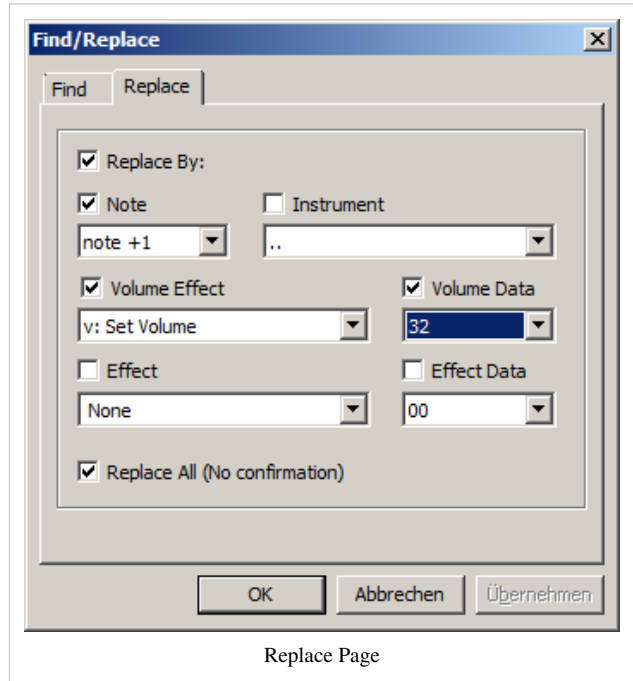 Find/Replace
Find Replace
Replace By:
Note Instrument
note +1 ..
Volume Effect Volume Data
v: Set Volume 32
Effect Effect Data
None 00
Replace All (No confirmation)
OK Abbrechen Übernehmen
Replace Page